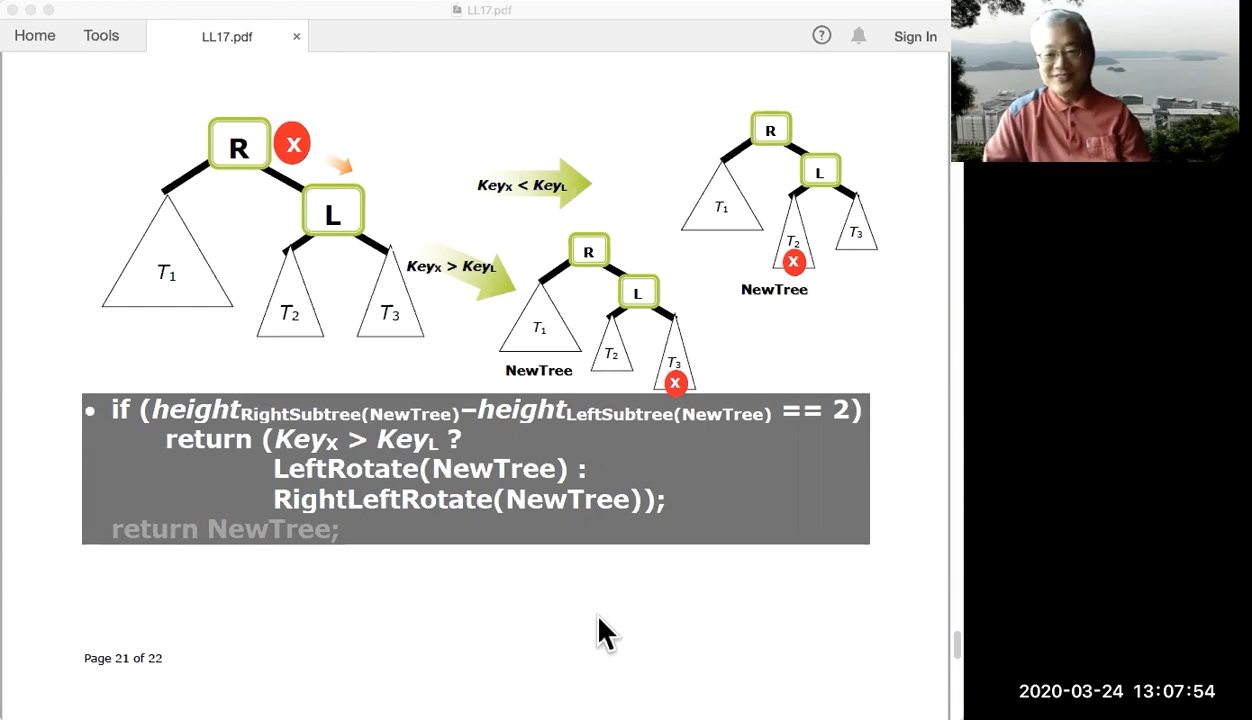 LL17.pdf
Home Tools LL17.pdf × ? Sign In
R X
L
T1
T2
T3
KeyX < KeyL
R
L
T1
T2
T3
X
NewTree
KeyX > KeyL
R
L
T1
T2
T3
X
NewTree
• if (heightRightSubtree(NewTree)–heightLeftSubtree(NewTree) == 2)
return (KeyX > KeyL ?
LeftRotate(NewTree) :
RightLeftRotate(NewTree));
return NewTree;
Page 21 of 22
2020-03-24 13:07:54